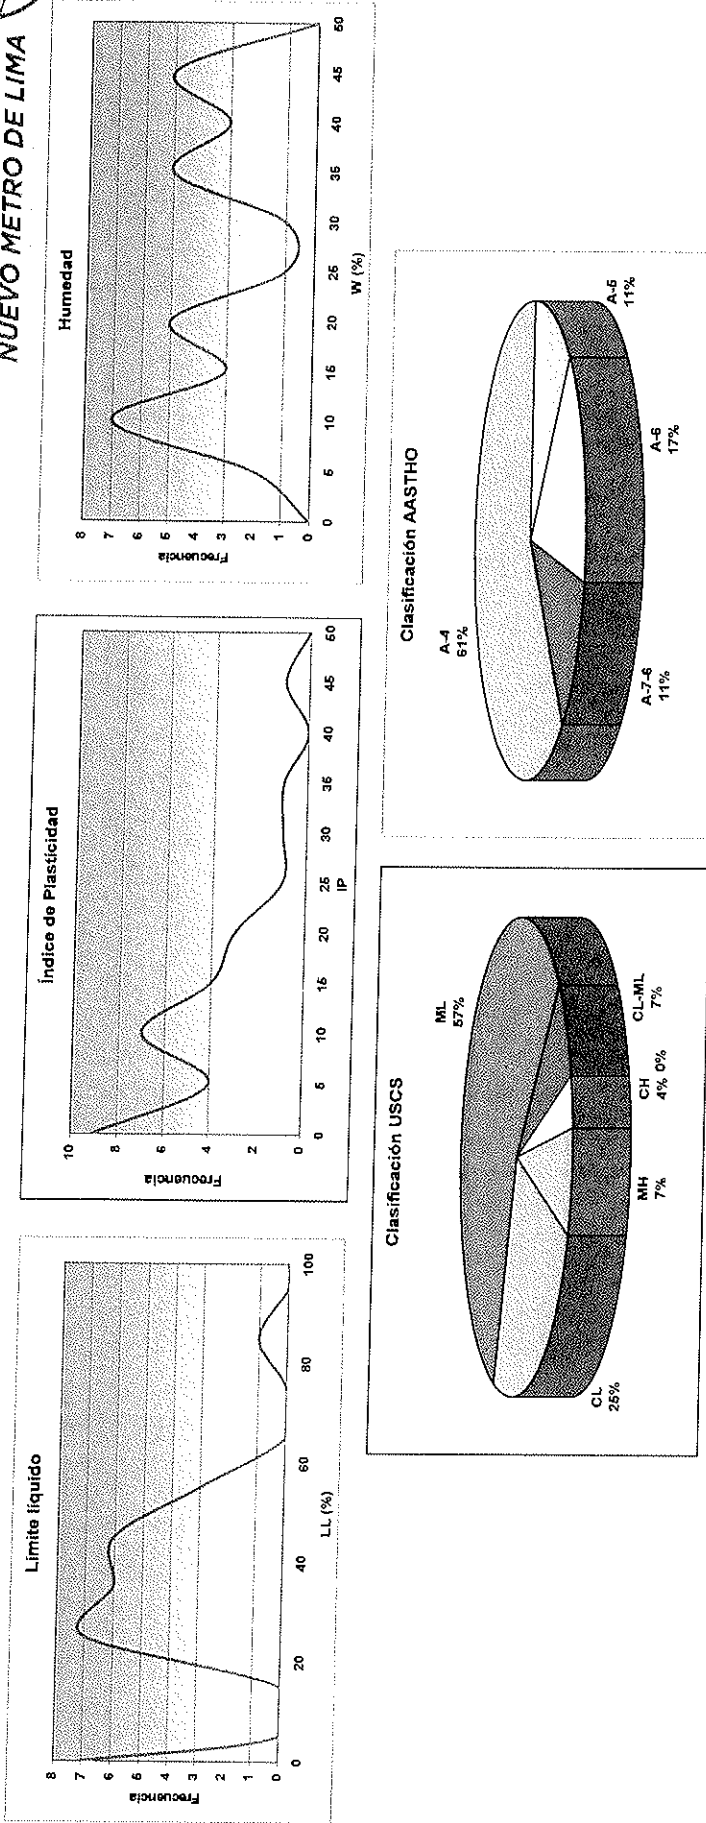 NUEVO METRO DE LIMA
Límite líquido
Frecuencia
8
7
6
5
4
3
2
1
0
0
20
40
60
80
100
LL (%)
Índice de Plasticidad
Frecuencia
10
8
6
4
2
0
0
5
10
15
20
25
30
35
40
45
50
IP
Humedad
Frecuencia
8
7
6
5
4
3
2
1
0
0
5
10
15
20
25
30
35
40
45
50
W (%)
Clasificación USCS
ML
57%
CL
25%
MH
7%
CH
4% 0%
CL-ML
7%
Clasificación AASTHO
A-4
61%
A-7-6
11%
A-6
17%
A-5
11%